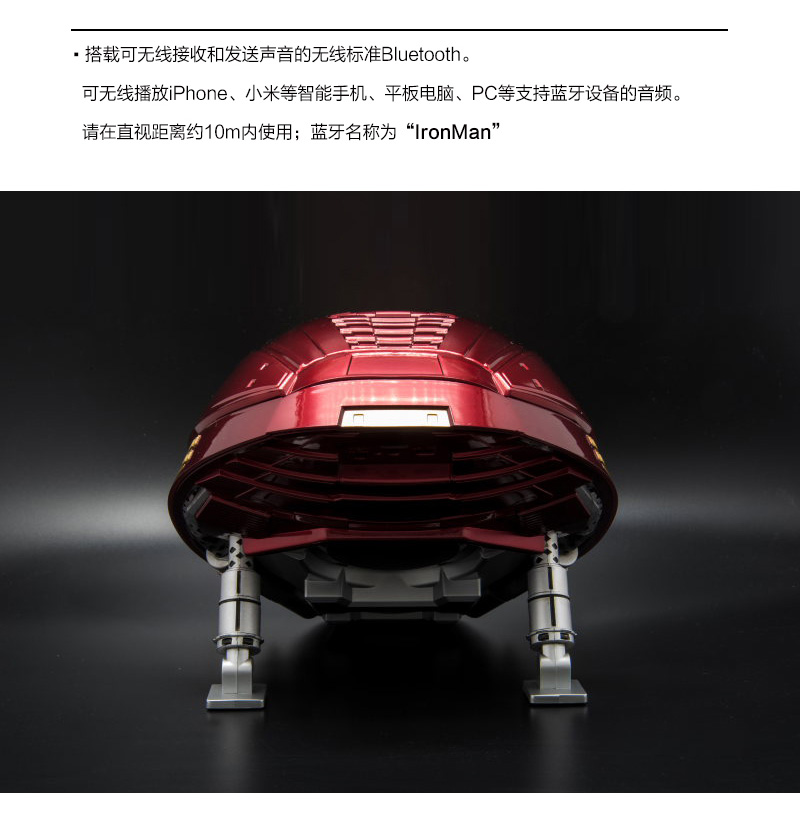 ▪ 搭载可无线接收和发送声音的无线标准Bluetooth。
可无线播放iPhone、小米等智能手机、平板电脑、PC等支持蓝牙设备的音频。
请在直视距离约10m内使用；蓝牙名称为“IronMan”